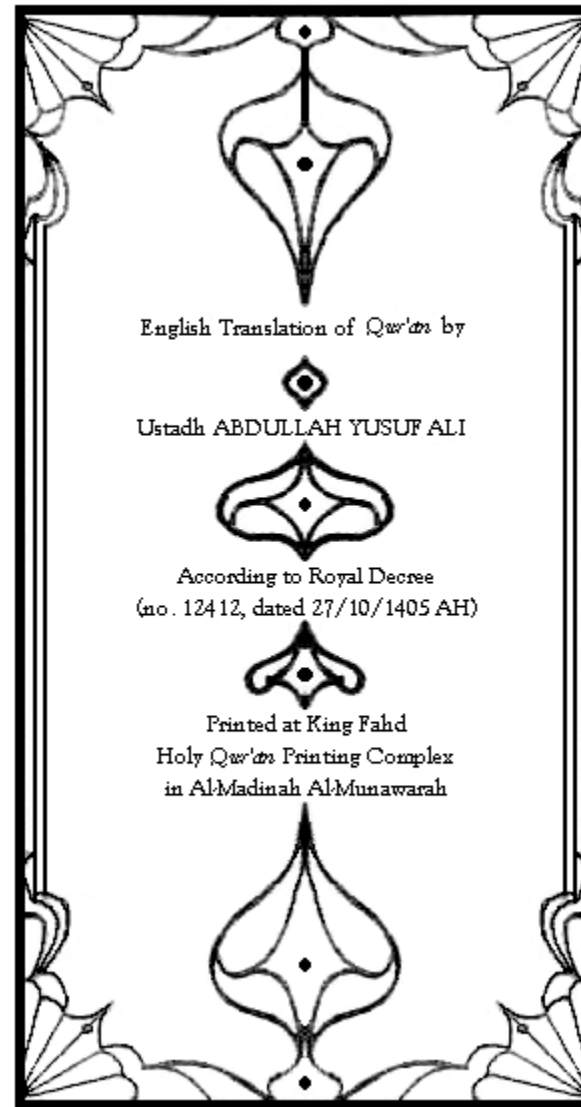 English Translation of Qur'an by
Ustadh ABDULLAH YUSUF ALI
According to Royal Decree
(no. 12412, dated 27/10/1405 AH)
Printed at King Fahd
Holy Qur'an Printing Complex
in Al-Madinah Al-Munawarah